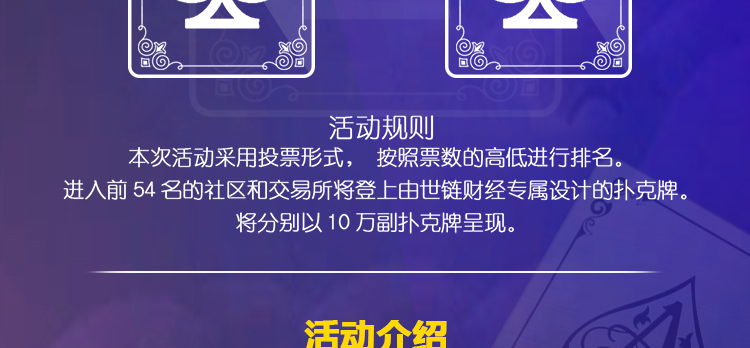 活动规则
本次活动采用投票形式， 按照票数的高低进行排名。
进入前 54 名的社区和交易所将登上由世链财经专属设计的扑克牌。
将分别以 10 万副扑克牌呈现。
活动介绍